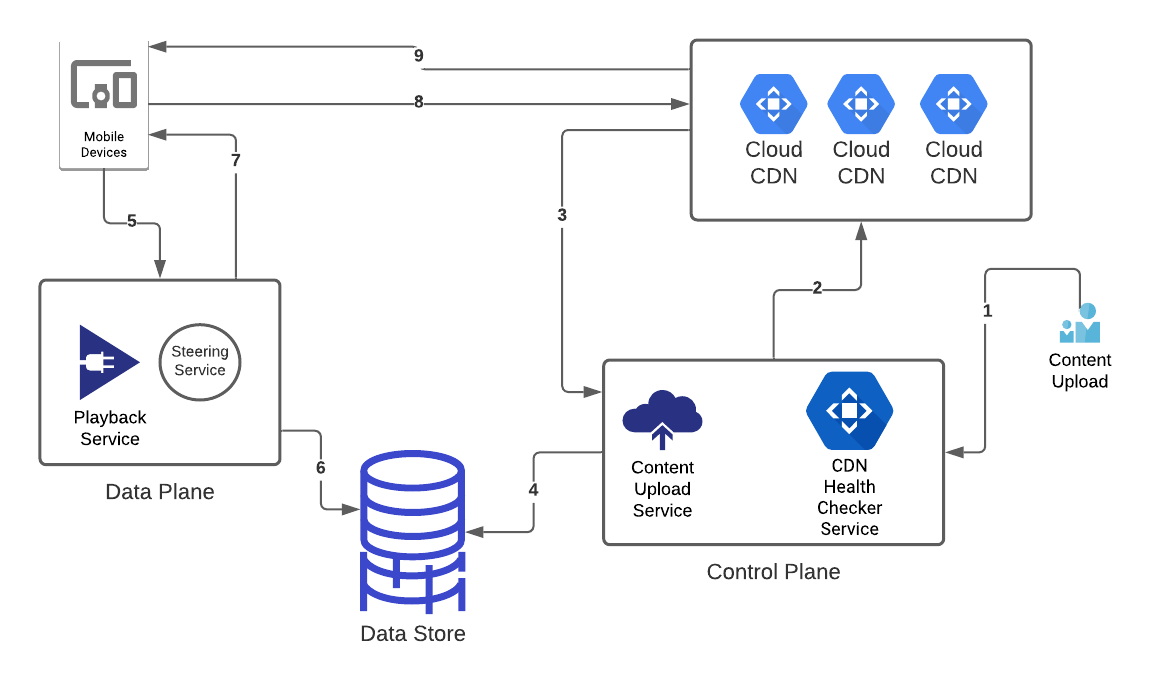 9
8
Mobile
Devices
7
Cloud
CDN
Cloud
CDN
Cloud
CDN
3
5
2
1
Steering
Service
Playback
Service
Content
Upload
6
4
Content
Upload
Service
CDN
Health
Checker
Service
Data Plane
Control Plane
Data Store